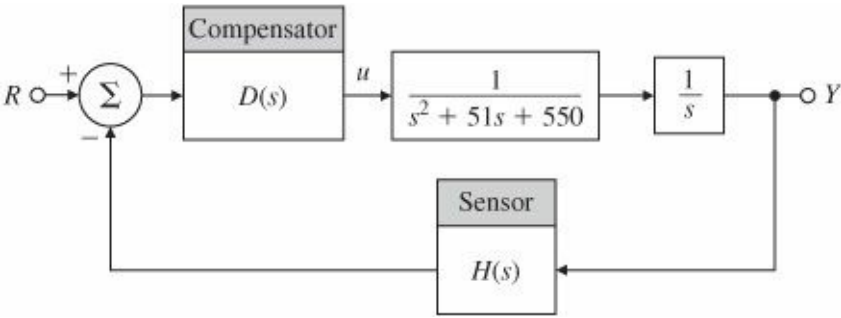 Compensator
R + Σ − D(s) u 1 / (s² + 51s + 550) 1 / s Y
Sensor
H(s)